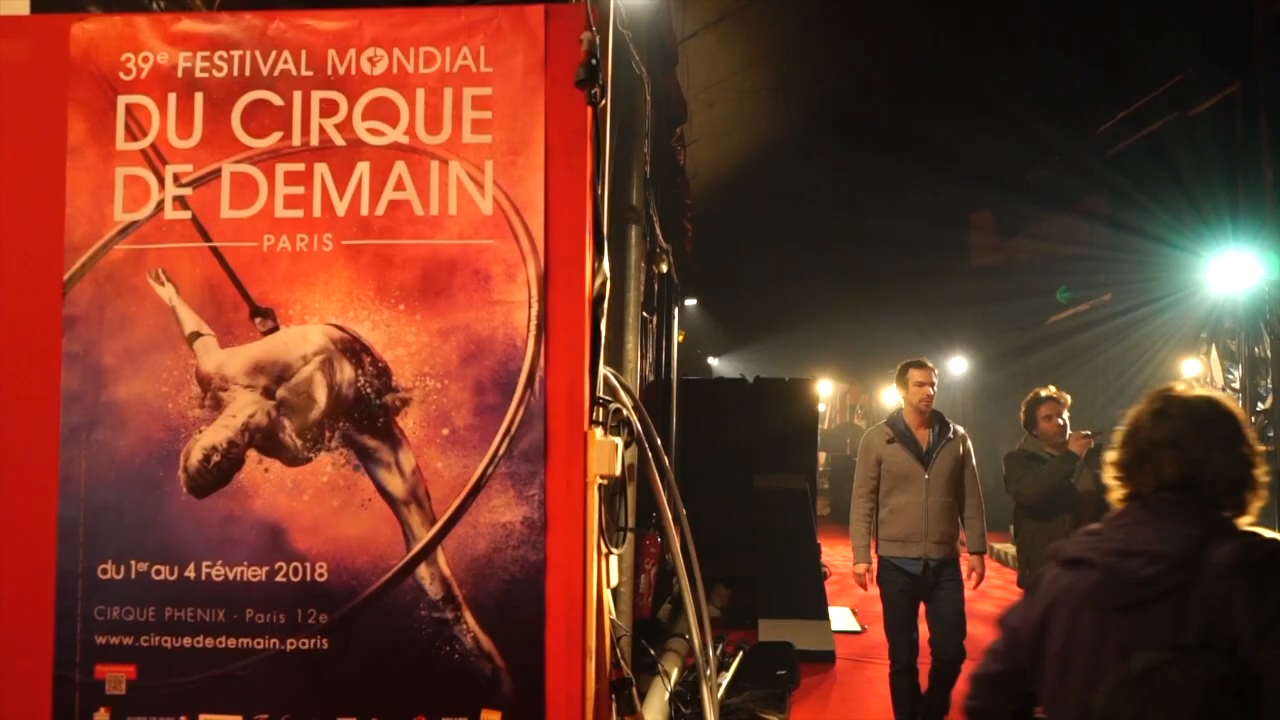 39e FESTIVAL MONDIAL
DU CIRQUE
DE DEMAIN
PARIS
du 1er au 4 Février 2018
CIRQUE PHENIX - Paris 12e
www.cirquededemain.paris